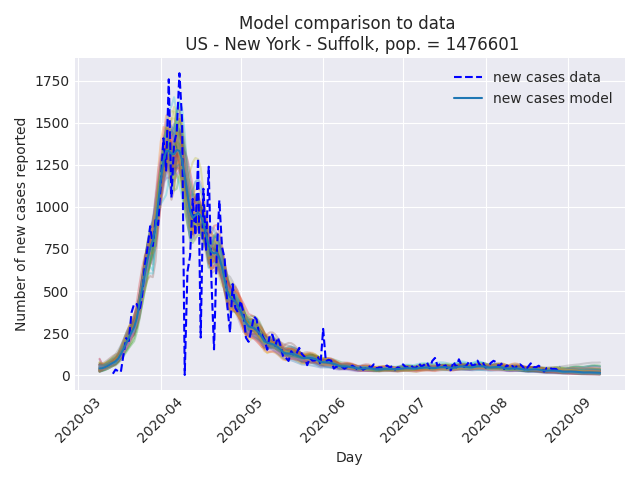 Model comparison to data
US - New York - Suffolk, pop. = 1476601
Number of new cases reported
1750
1500
1250
1000
750
500
250
0
new cases data
new cases model
2020-03
2020-04
2020-05
2020-06
2020-07
2020-08
2020-09
Day